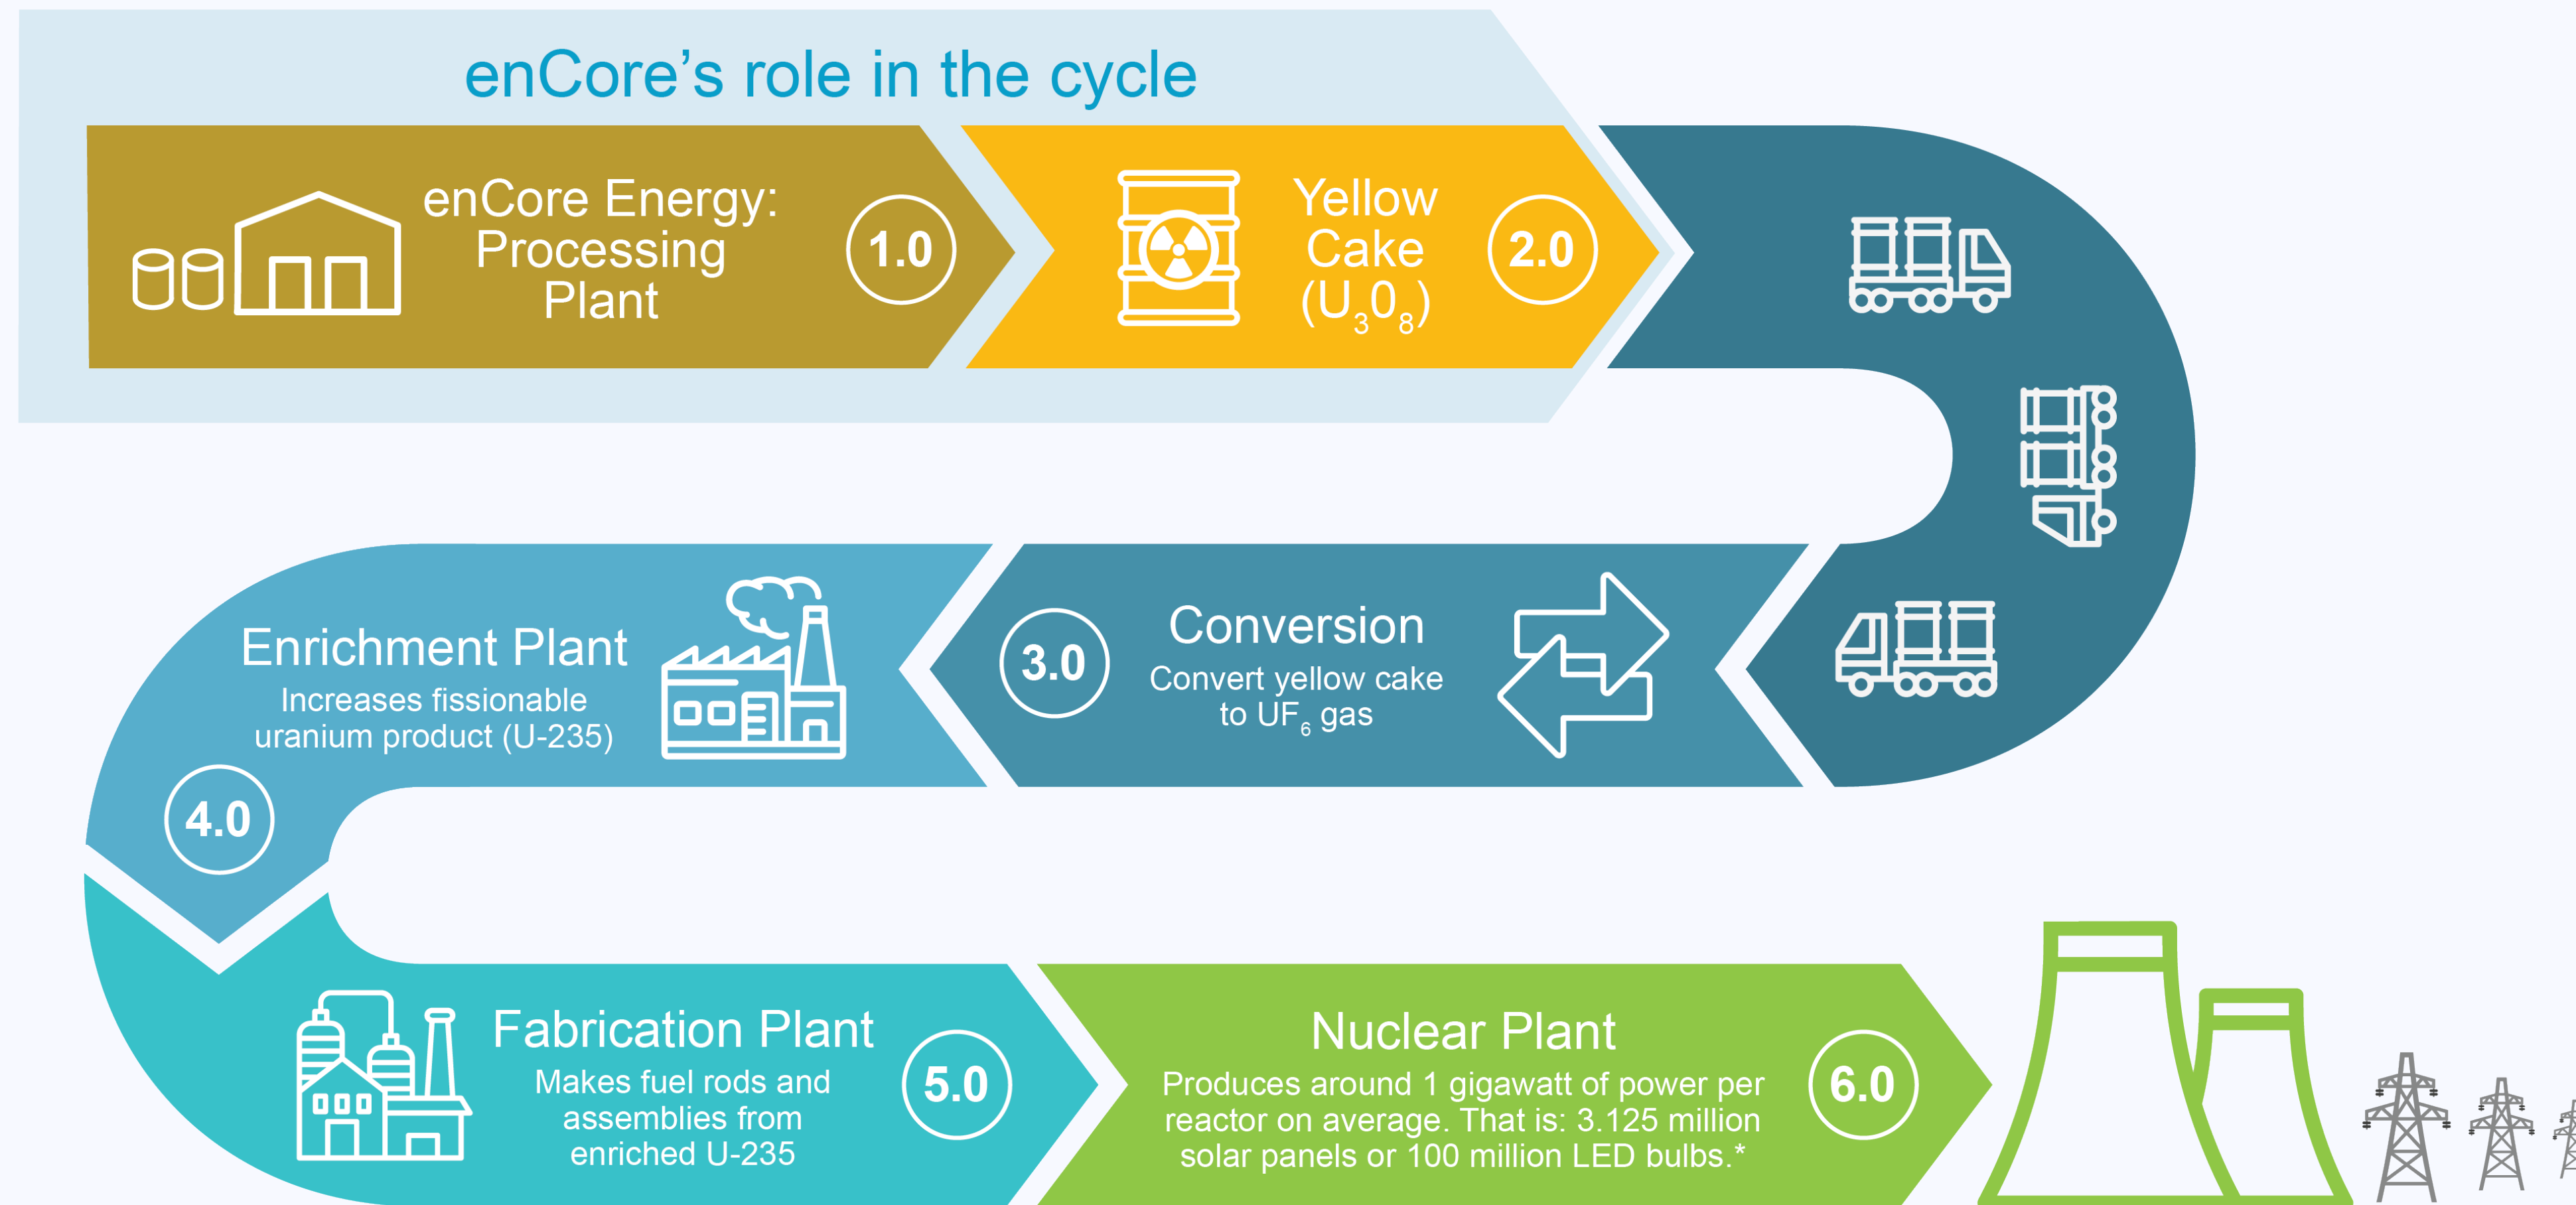 enCore’s role in the cycle
enCore Energy:
Processing
Plant
1.0
Yellow
Cake
(U₃0₈)
2.0
Enrichment Plant
Increases fissionable
uranium product (U-235)
4.0
3.0
Conversion
Convert yellow cake
to UF₆ gas
Fabrication Plant
Makes fuel rods and
assemblies from
enriched U-235
5.0
Nuclear Plant
Produces around 1 gigawatt of power per
reactor on average. That is: 3.125 million
solar panels or 100 million LED bulbs.*
6.0